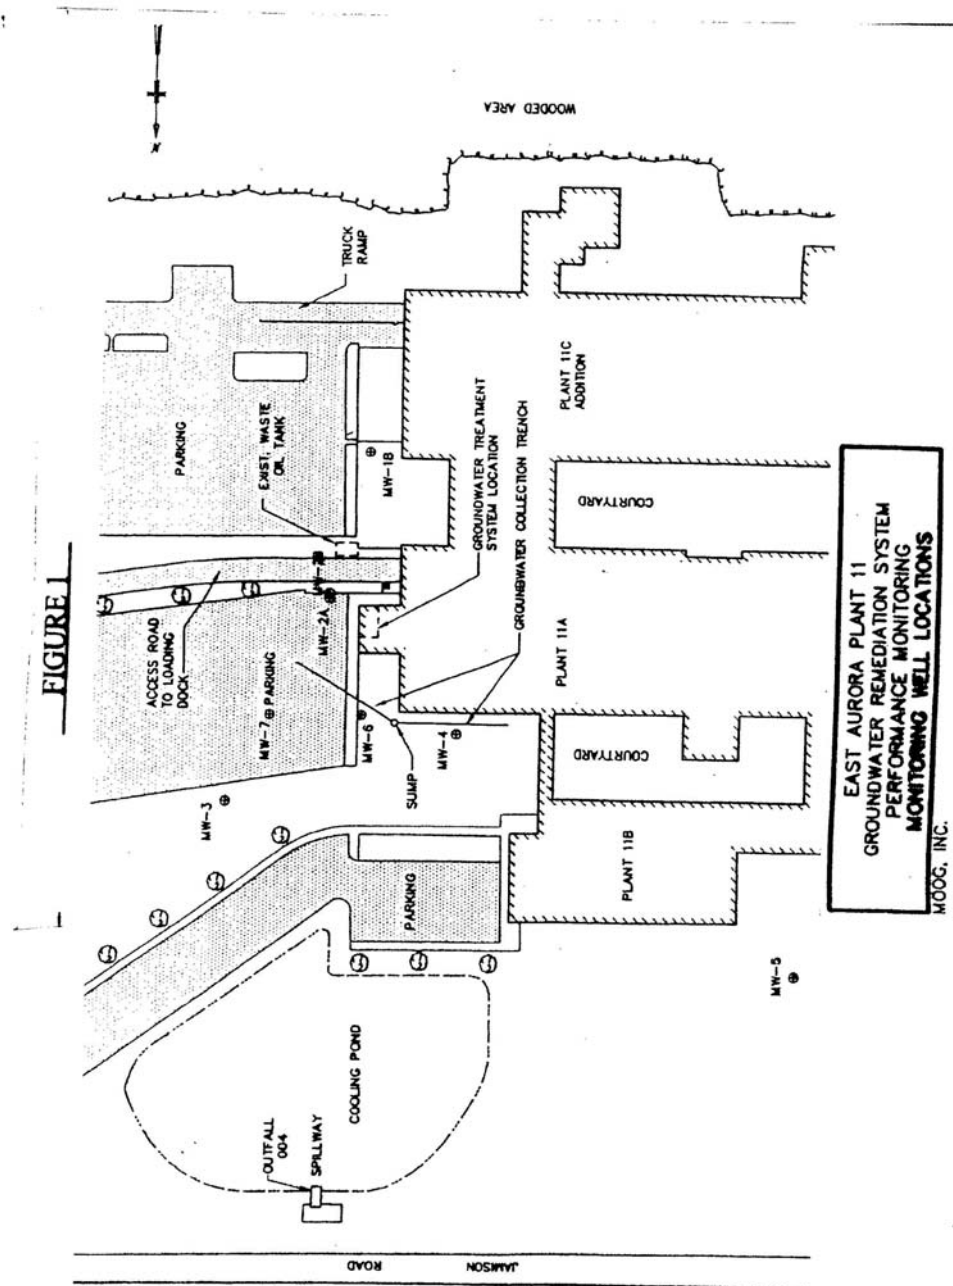 FIGURE 1
WOODED AREA
N
TRUCK
RAMP
PARKING
EXIST. WASTE
OIL TANK
MW-1B
GROUNDWATER TREATMENT
SYSTEM LOCATION
GROUNDWATER COLLECTION TRENCH
PLANT 11C
ADDITION
COURTYARD
ACCESS ROAD
TO LOADING
DOCK
MW-2A
PLANT 11A
MW-7
PARKING
MW-6
MW-4
SUMP
COURTYARD
MW-3
PARKING
PLANT 11B
MW-5
COOLING POND
OUTFALL
004
SPILLWAY
JAMISON
ROAD
EAST AURORA PLANT 11
GROUNDWATER REMEDIATION SYSTEM
PERFORMANCE MONITORING
MONITORING WELL LOCATIONS
MOOG, INC.